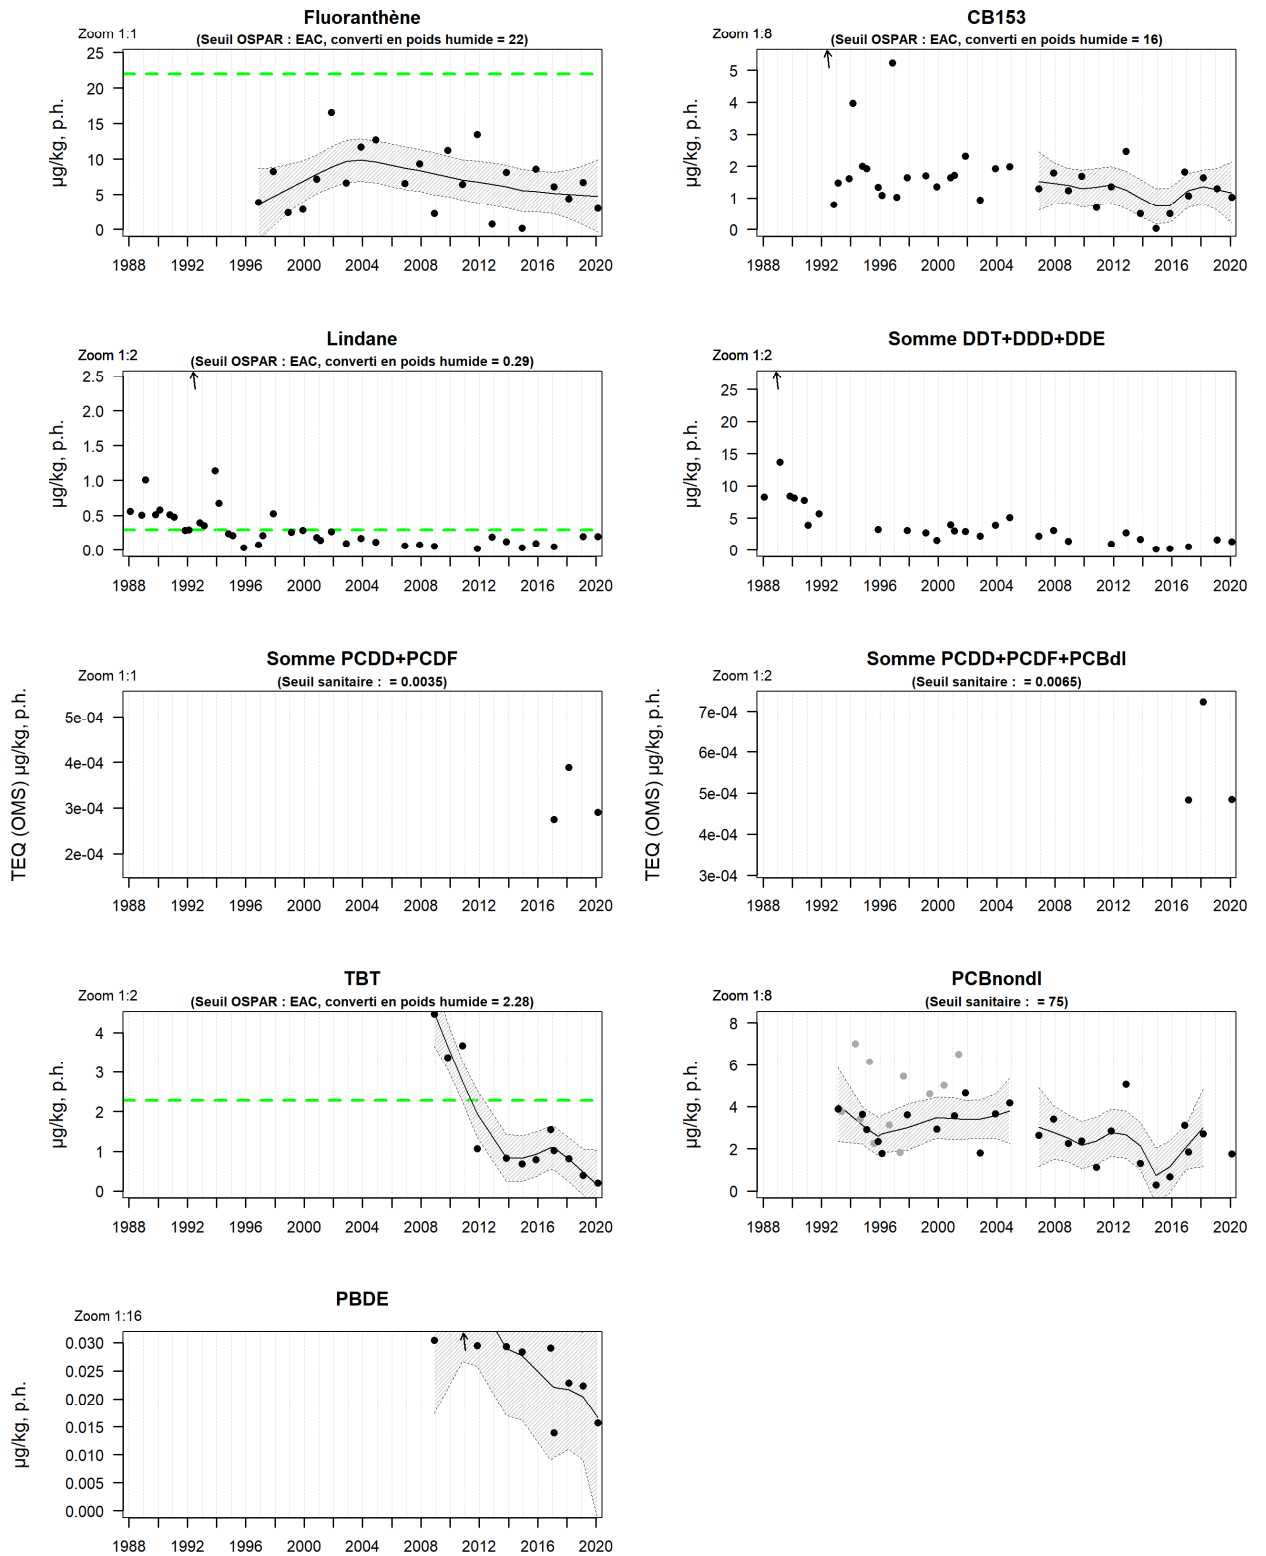 Fluoranthène
Zoom 1:1
(Seuil OSPAR : EAC, converti en poids humide = 22)
µg/kg, p.h.
25
20
15
10
5
0
1988 1992 1996 2000 2004 2008 2012 2016 2020
CB153
Zoom 1:8
(Seuil OSPAR : EAC, converti en poids humide = 16)
µg/kg, p.h.
5
4
3
2
1
0
1988 1992 1996 2000 2004 2008 2012 2016 2020
Lindane
Zoom 1:2
(Seuil OSPAR : EAC, converti en poids humide = 0.29)
µg/kg, p.h.
2.5
2.0
1.5
1.0
0.5
0.0
1988 1992 1996 2000 2004 2008 2012 2016 2020
Somme DDT+DDD+DDE
Zoom 1:2
µg/kg, p.h.
25
20
15
10
5
0
1988 1992 1996 2000 2004 2008 2012 2016 2020
Somme PCDD+PCDF
Zoom 1:1
(Seuil sanitaire : = 0.0035)
TEQ (OMS) µg/kg, p.h.
5e-04
4e-04
3e-04
2e-04
1988 1992 1996 2000 2004 2008 2012 2016 2020
Somme PCDD+PCDF+PCBdl
Zoom 1:2
(Seuil sanitaire : = 0.0065)
TEQ (OMS) µg/kg, p.h.
7e-04
6e-04
5e-04
4e-04
3e-04
1988 1992 1996 2000 2004 2008 2012 2016 2020
TBT
Zoom 1:2
(Seuil OSPAR : EAC, converti en poids humide = 2.28)
µg/kg, p.h.
4
3
2
1
0
1988 1992 1996 2000 2004 2008 2012 2016 2020
PCBnondl
Zoom 1:8
(Seuil sanitaire : = 75)
µg/kg, p.h.
8
6
4
2
0
1988 1992 1996 2000 2004 2008 2012 2016 2020
PBDE
Zoom 1:16
µg/kg, p.h.
0.030
0.025
0.020
0.015
0.010
0.005
0.000
1988 1992 1996 2000 2004 2008 2012 2016 2020